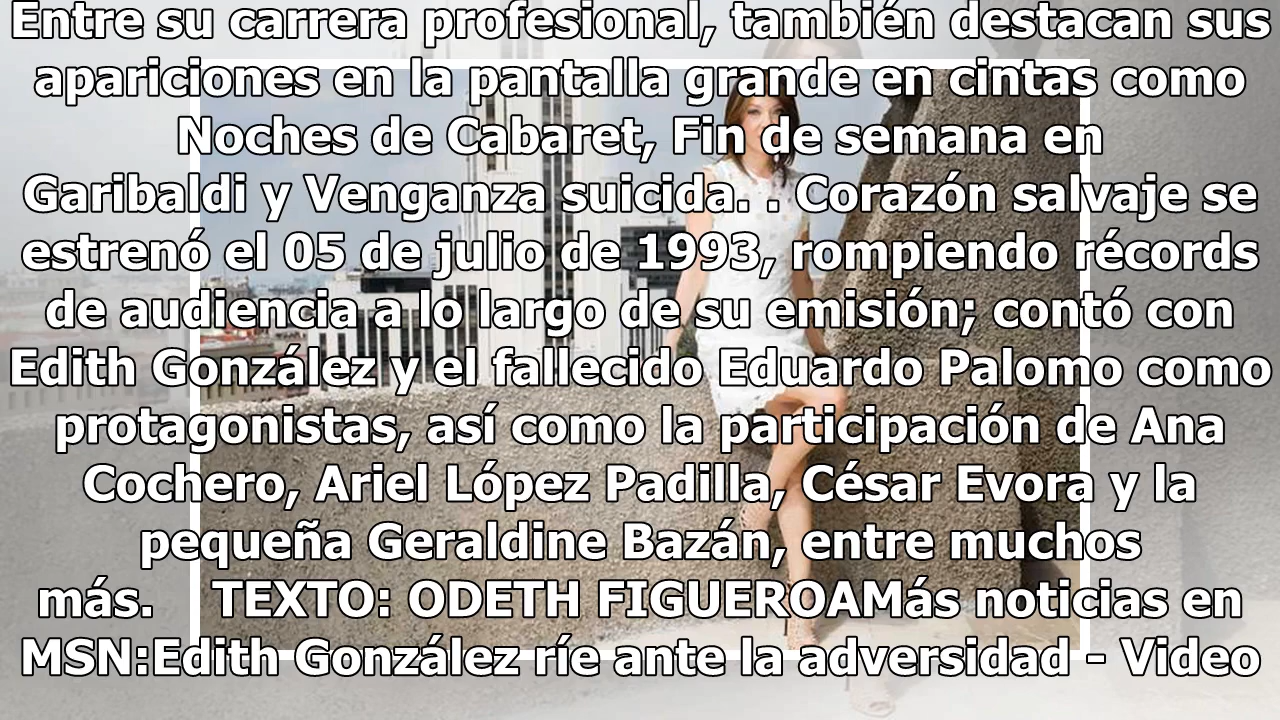 Entre su carrera profesional, también destacan sus
apariciones en la pantalla grande en cintas como
Noches de Cabaret, Fin de semana en
Garibaldi y Venganza suicida. . Corazón salvaje se
estrenó el 05 de julio de 1993, rompiendo récords
de audiencia a lo largo de su emisión; contó con
Edith González y el fallecido Eduardo Palomo como
protagonistas, así como la participación de Ana
Cochero, Ariel López Padilla, César Evora y la
pequeña Geraldine Bazán, entre muchos
más.    TEXTO: ODETH FIGUEROAMás noticias en
MSN:Edith González ríe ante la adversidad - Video